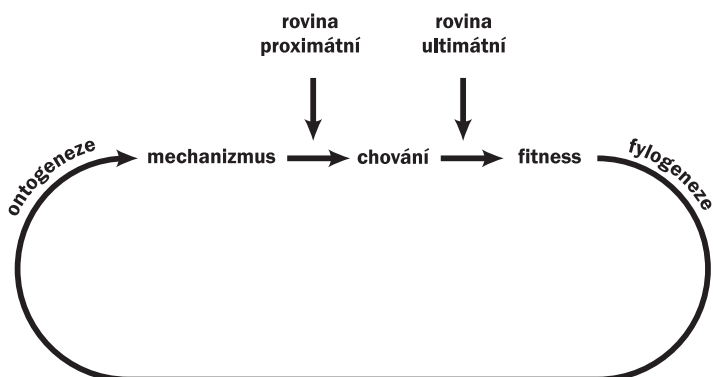 rovina
proximátní
rovina
ultimátní
ontogeneze
mechanizmus
chování
fitness
fylogeneze